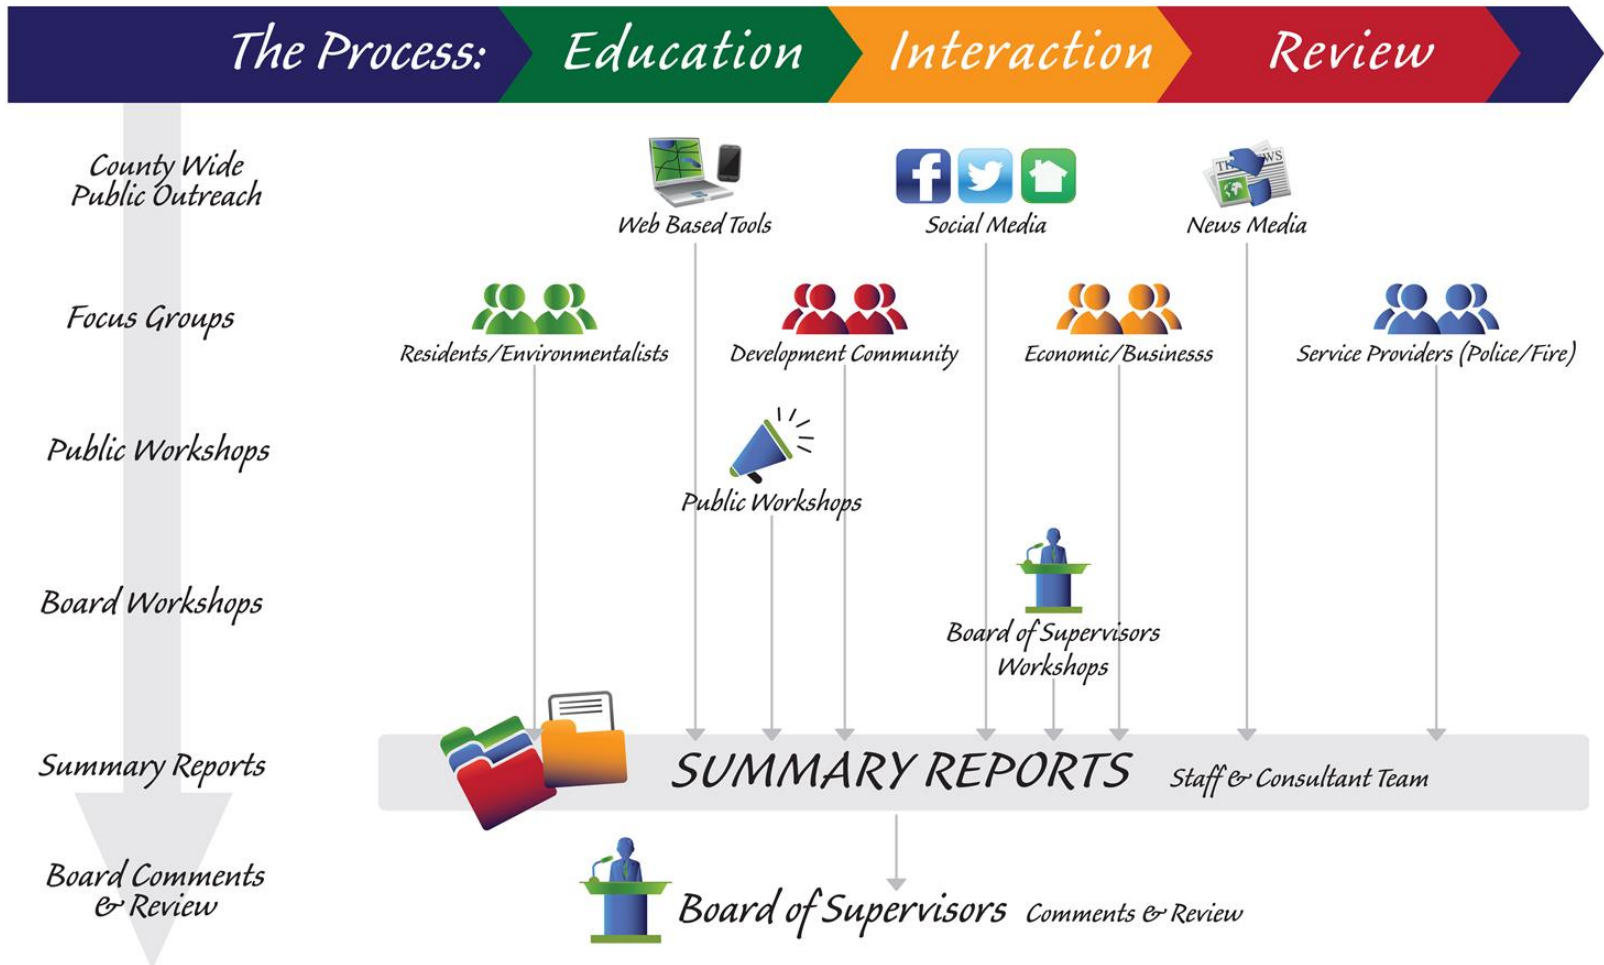 The Process: Education Interaction Review
County Wide
Public Outreach
Web Based Tools
Social Media
News Media
Focus Groups
Residents/Environmentalists
Development Community
Economic/Businesss
Service Providers (Police/Fire)
Public Workshops
Public Workshops
Board Workshops
Board of Supervisors
Workshops
Summary Reports
SUMMARY REPORTS Staff & Consultant Team
Board Comments
& Review
Board of Supervisors Comments & Review